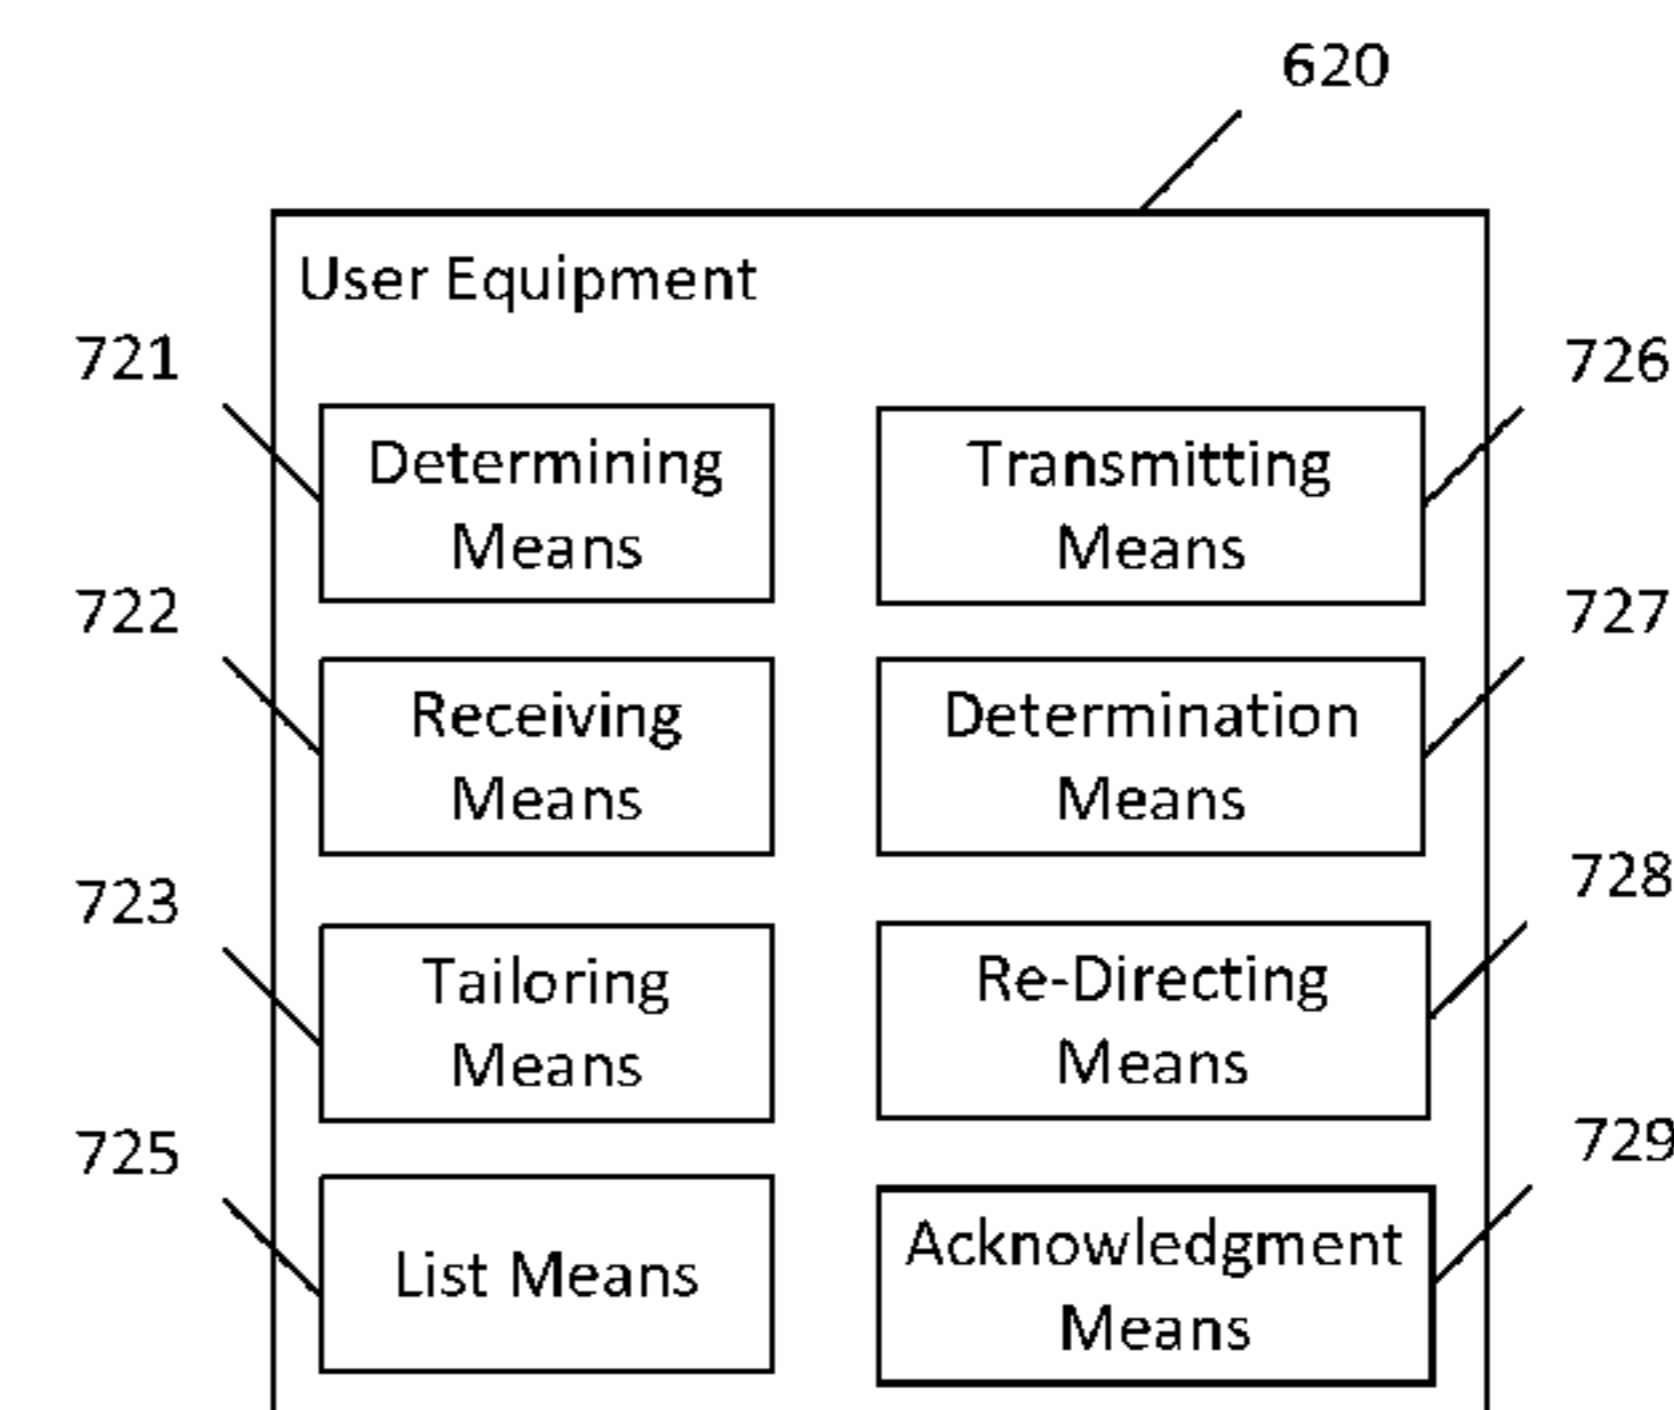 620
User Equipment
721
Determining
Means
726
Transmitting
Means
722
Receiving
Means
727
Determination
Means
723
Tailoring
Means
728
Re-Directing
Means
725
List Means
729
Acknowledgment
Means